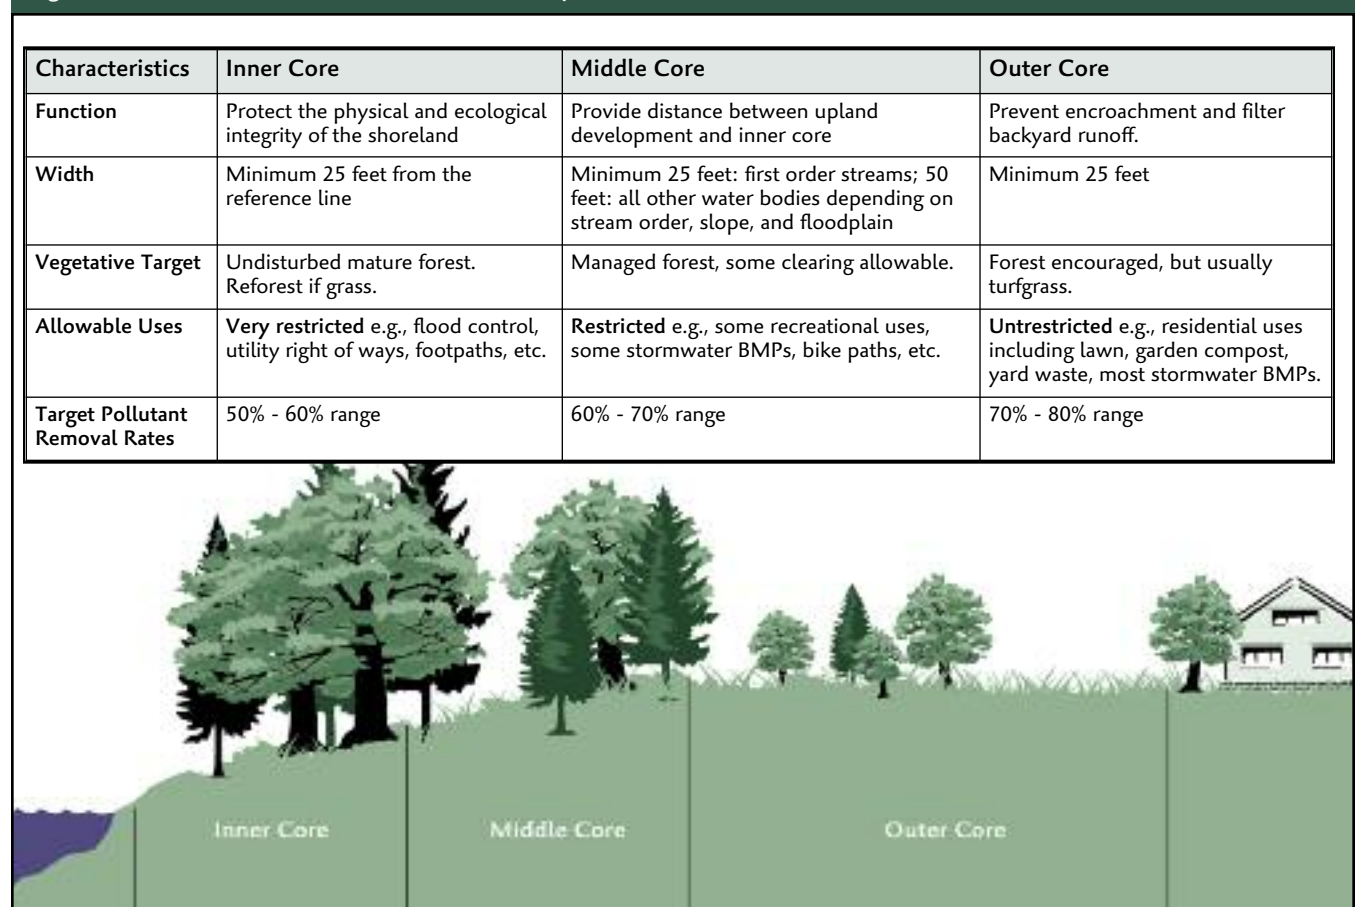 Characteristics
Inner Core
Middle Core
Outer Core
Function
Protect the physical and ecological
integrity of the shoreland
Provide distance between upland
development and inner core
Prevent encroachment and filter
backyard runoff.
Width
Minimum 25 feet from the
reference line
Minimum 25 feet: first order streams; 50
feet: all other water bodies depending on
stream order, slope, and floodplain
Minimum 25 feet
Vegetative Target
Undisturbed mature forest.
Reforest if grass.
Managed forest, some clearing allowable.
Forest encouraged, but usually
turfgrass.
Allowable Uses
Very restricted e.g., flood control,
utility right of ways, footpaths, etc.
Restricted e.g., some recreational uses,
some stormwater BMPs, bike paths, etc.
Untrestricted e.g., residential uses
including lawn, garden compost,
yard waste, most stormwater BMPs.
Target Pollutant
Removal Rates
50% - 60% range
60% - 70% range
70% - 80% range
Inner Core
Middle Core
Outer Core